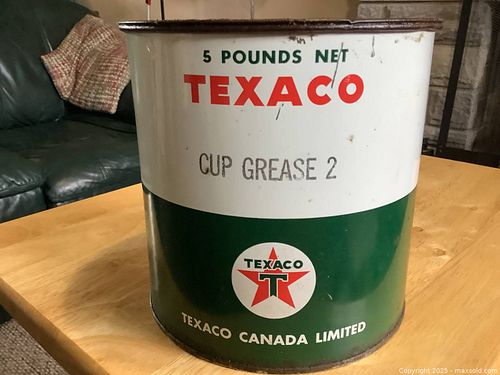 5 POUNDS NET
TEXACO
CUP GREASE 2
TEXACO
T
TEXACO CANADA LIMITED
Copyright 2025 - maxsold.com